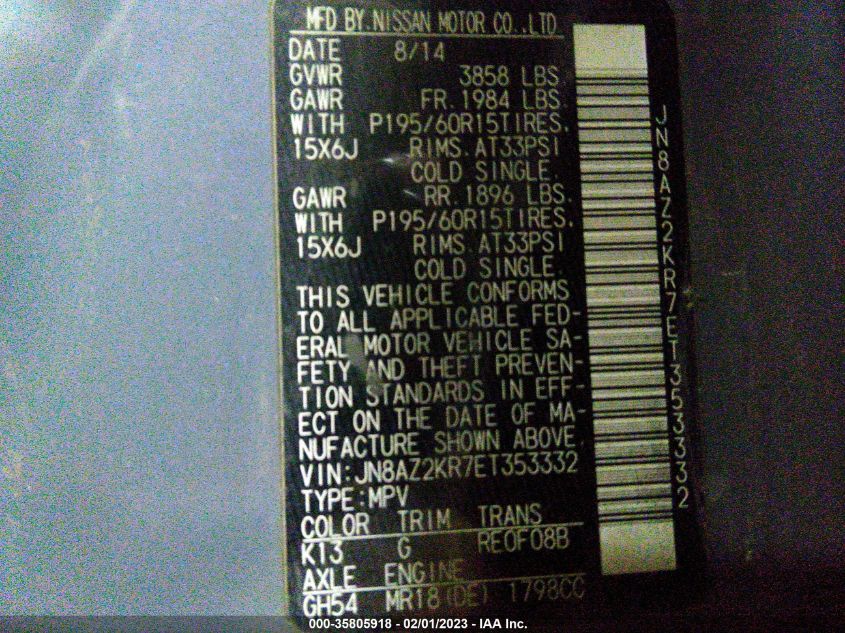 MFD BY.NISSAN MOTOR CO.,LTD
DATE 8/14
GVWR 3858 LBS.
GAWR FR.1984 LBS.
WITH P195/60R15TIRES.
15X6J RIMS.AT33PSI
COLD SINGLE.
GAWR RR.1896 LBS.
WITH P195/60R15TIRES.
15X6J RIMS.AT33PSI
COLD SINGLE.
THIS VEHICLE CONFORMS
TO ALL APPLICABLE FED-
ERAL MOTOR VEHICLE SA-
FETY AND THEFT PREVEN-
TION STANDARDS IN EFF-
ECT ON THE DATE OF MA-
NUFACTURE SHOWN ABOVE
VIN:JN8AZ2KR7ET353332
TYPE:MPV
COLOR TRIM TRANS
K13 G RE0F08B
AXLE ENGINE
GH54 MR18(DE) 1798CC
JN8AZ2KR7ET353332
000-35805918 - 02/01/2023 - IAA Inc.